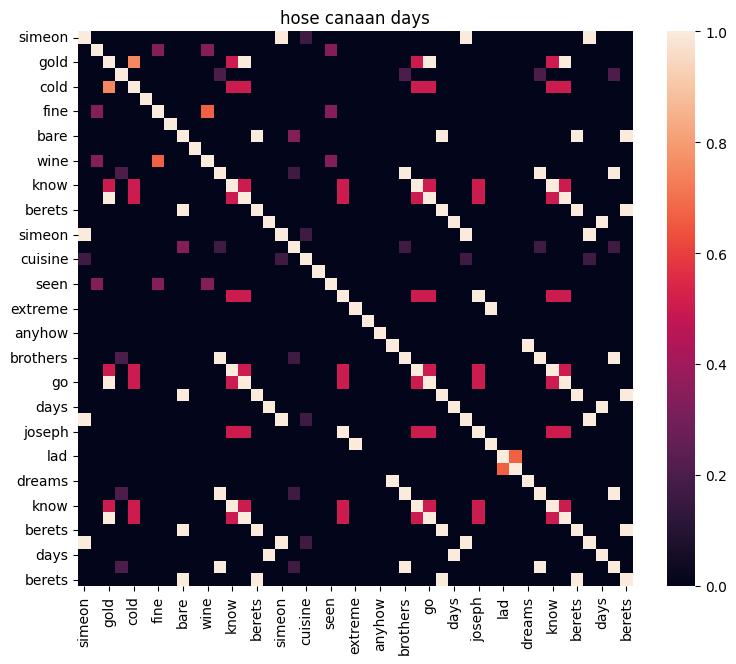 hose canaan days
simeon
gold
cold
fine
bare
wine
know
berets
simeon
cuisine
seen
extreme
anyhow
brothers
go
days
joseph
lad
dreams
know
berets
days
berets
1.0
0.8
0.6
0.4
0.2
0.0
simeon
gold
cold
fine
bare
wine
know
berets
simeon
cuisine
seen
extreme
anyhow
brothers
go
days
joseph
lad
dreams
know
berets
days
berets